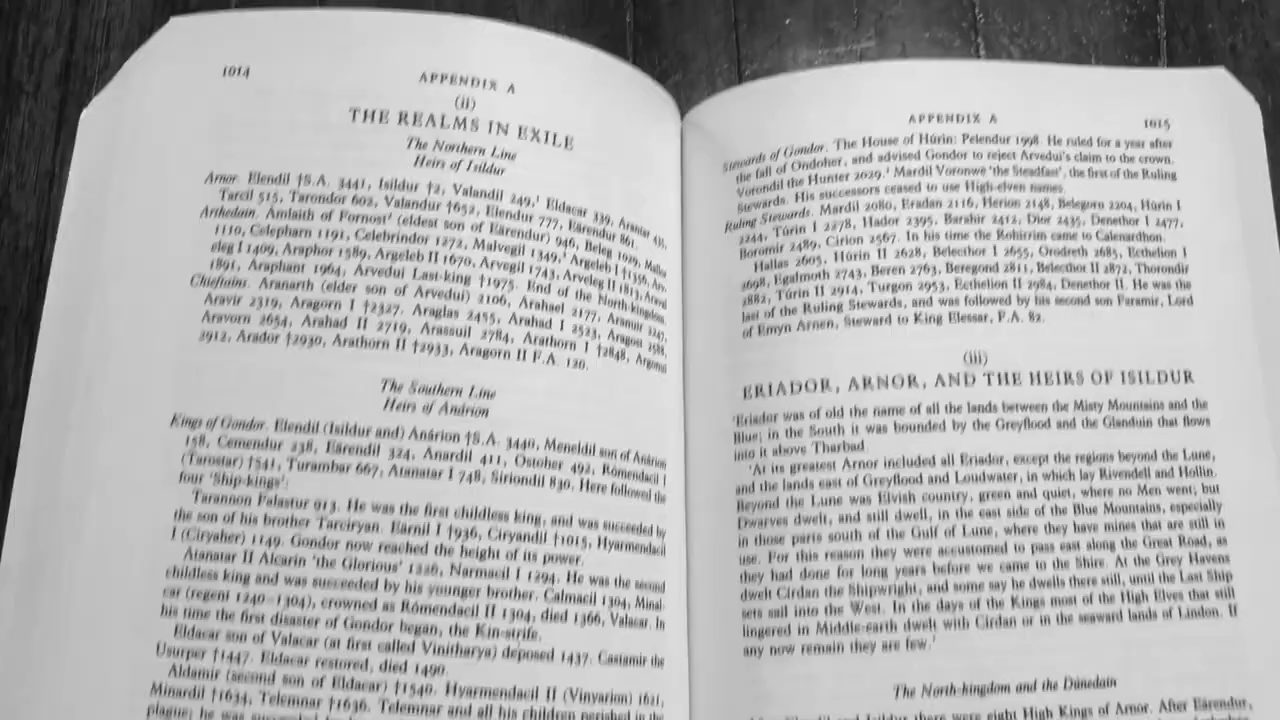 1014
APPENDIX A
(ii)
THE REALMS IN EXILE
The Northern Line
Heirs of Isildur
Arnor. Elendil †S.A. 3441, Isildur †2, Valandil 249,¹ Eldacar 339, Arantar 435,
Tarcil 515, Tarondor 602, Valandur †652, Elendur 777, Eärendur 861.
Arthedain. Amlaith of Fornost² (eldest son of Eärendur) 946, Beleg 1029, Mallor
1110, Celepharn 1191, Celebrindor 1272, Malvegil 1349,³ Argeleb I †1356, Arv-
eleg I 1409, Araphor 1589, Argeleb II 1670, Arvegil 1743, Arveleg II 1813, Araval
1891, Araphant 1964, Arvedui Last-king †1975. End of the North-kingdom.
Chieftains. Aranarth (elder son of Arvedui) 2106, Arahael 2177, Aranuir 2247,
Aravir 2319, Aragorn I †2327, Araglas 2455, Arahad I 2523, Aragost 2588,
Aravorn 2654, Arahad II 2719, Arassuil 2784, Arathorn I †2848, Argonui
2912, Arador †2930, Arathorn II †2933, Aragorn II F.A. 120.
The Southern Line
Heirs of Anárion
Kings of Gondor. Elendil (Isildur and) Anárion †S.A. 3440, Meneldil son of Anárion
158, Cemendur 238, Eärendil 324, Anardil 411, Ostoher 492, Rómendacil I
(Tarostar) †541, Turambar 667, Atanatar I 748, Siriondil 830. Here followed the
four 'Ship-kings':
Tarannon Falastur 913. He was the first childless king, and was succeeded by
the son of his brother Tarciryan. Eärnil I †936, Ciryandil †1015, Hyarmendacil
I (Ciryaher) 1149. Gondor now reached the height of its power.
Atanatar II Alcarin 'the Glorious' 1226, Narmacil I 1294. He was the second
childless king and was succeeded by his younger brother. Calmacil 1304, Minal-
car (regent 1240–1304), crowned as Rómendacil II 1304, died 1366, Valacar. In
his time the first disaster of Gondor began, the Kin-strife.
Eldacar son of Valacar (at first called Vinitharya) deposed 1437. Castamir the
Usurper †1447. Eldacar restored, died 1490.
Aldamir (second son of Eldacar) †1540. Hyarmendacil II (Vinyarion) 1621,
Minardil †1634, Telemnar †1636. Telemnar and all his children perished in the
plague; he was succeeded
APPENDIX A
1015
Stewards of Gondor. The House of Húrin: Pelendur 1998. He ruled for a year after
the fall of Ondoher, and advised Gondor to reject Arvedui's claim to the crown.
Vorondil the Hunter 2029.¹ Mardil Voronwe 'the Steadfast', the first of the Ruling
Stewards. His successors ceased to use High-elven names.
Ruling Stewards. Mardil 2080, Eradan 2116, Herion 2148, Belegorn 2204, Húrin I
2244, Túrin I 2278, Hador 2395, Barahir 2412, Dior 2435, Denethor I 2477,
Boromir 2489, Cirion 2567. In his time the Rohirrim came to Calenardhon.
Hallas 2605, Húrin II 2628, Belecthor I 2655, Orodreth 2685, Ecthelion I
2698, Egalmoth 2743, Beren 2763, Beregond 2811, Belecthor II 2872, Thorondir
2882, Túrin II 2914, Turgon 2953, Ecthelion II 2984, Denethor II. He was the
last of the Ruling Stewards, and was followed by his second son Faramir, Lord
of Emyn Arnen, Steward to King Elessar, F.A. 82.
(iii)
ERIADOR, ARNOR, AND THE HEIRS OF ISILDUR
'Eriador was of old the name of all the lands between the Misty Mountains and the
Blue; in the South it was bounded by the Greyflood and the Glanduin that flows
into it above Tharbad.
'At its greatest Arnor included all Eriador, except the regions beyond the Lune,
and the lands east of Greyflood and Loudwater, in which lay Rivendell and Hollin.
Beyond the Lune was Elvish country, green and quiet, where no Men went; but
Dwarves dwelt, and still dwell, in the east side of the Blue Mountains, especially
in those parts south of the Gulf of Lune, where they have mines that are still in
use. For this reason they were accustomed to pass east along the Great Road, as
they had done for long years before we came to the Shire. At the Grey Havens
dwelt Círdan the Shipwright, and some say he dwells there still, until the Last Ship
sets sail into the West. In the days of the Kings most of the High Elves that still
lingered in Middle-earth dwelt with Círdan or in the seaward lands of Lindon. If
any now remain they are few.'
The North-kingdom and the Dúnedain
Isildur there were eight High Kings of Arnor. After Eärendur,